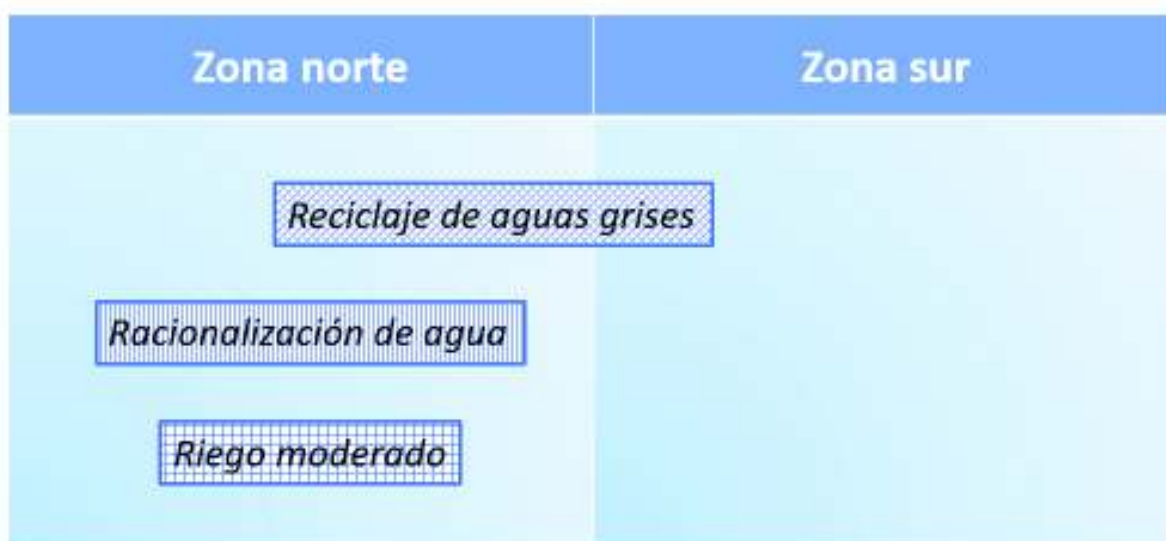 Zona norte
Zona sur
Reciclaje de aguas grises
Racionalización de agua
Riego moderado